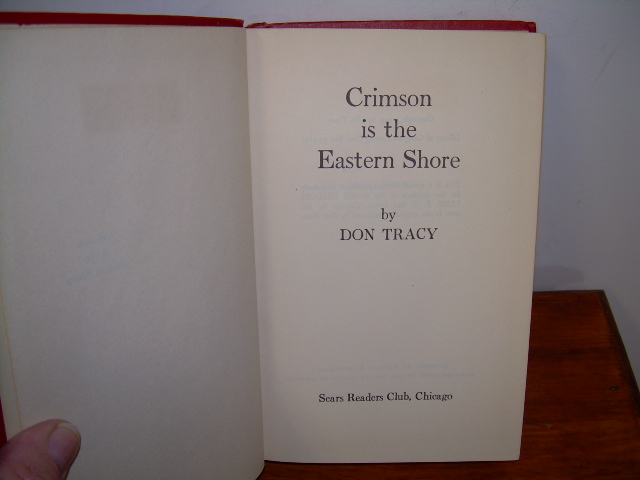 Crimson
is the
Eastern Shore
by
DON TRACY
Sears Readers Club, Chicago